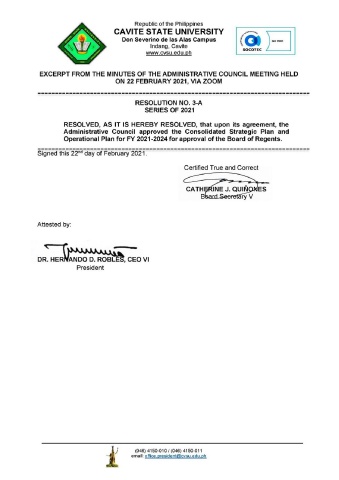 Republic of the Philippines
CAVITE STATE UNIVERSITY
Don Severino de las Alas Campus
Indang, Cavite
www.cvsu.edu.ph
SOCOTEC
EXCERPT FROM THE MINUTES OF THE ADMINISTRATIVE COUNCIL MEETING HELD
ON 22 FEBRUARY 2021, VIA ZOOM
RESOLUTION NO. 3-A
SERIES OF 2021
RESOLVED, AS IT IS HEREBY RESOLVED, that upon its agreement, the
Administrative Council approved the Consolidated Strategic Plan and
Operational Plan for FY 2021-2024 for approval of the Board of Regents.
Signed this 22nd day of February 2021.
Certified True and Correct
CATHERINE J. QUIÑONES
Board Secretary V
Attested by:
DR. HERNANDO D. ROBLES, CEO VI
President
(046) 4150-010 / (046) 4150-011
email: office.president@cvsu.edu.ph